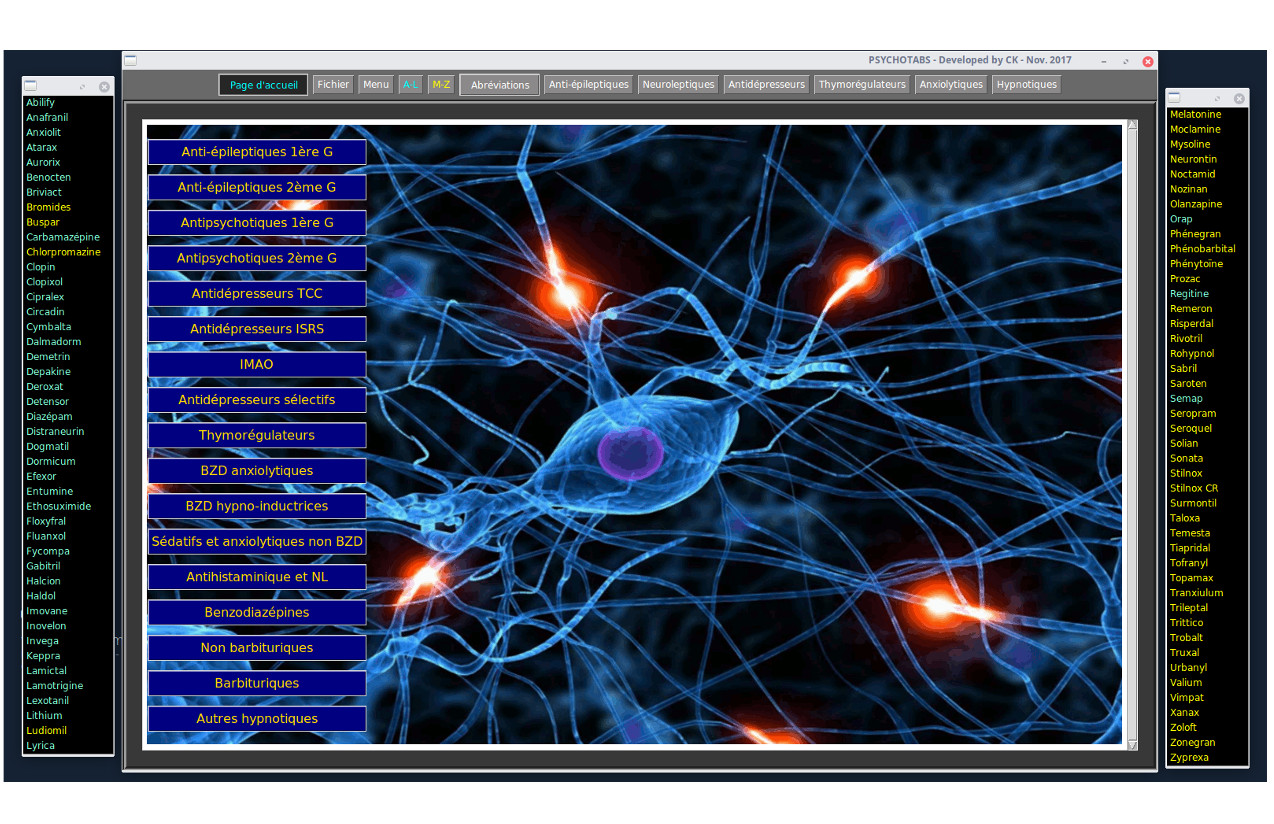 PSYCHOTABS - Developed by CK - Nov. 2017
Page d'accueil Fichier Menu A-L M-Z Abréviations Anti-épileptiques Neuroleptiques Antidépresseurs Thymorégulateurs Anxiolytiques Hypnotiques
Abilify
Anafranil
Anxiolit
Atarax
Aurorix
Benocten
Briviact
Bromides
Buspar
Carbamazépine
Chlorpromazine
Clopin
Clopixol
Cipralex
Circadin
Cymbalta
Dalmadorm
Demetrin
Depakine
Deroxat
Detensor
Diazépam
Distraneurin
Dogmatil
Dormicum
Efexor
Entumine
Ethosuximide
Floxyfral
Fluanxol
Fycompa
Gabitril
Halcion
Haldol
Imovane
Inovelon
Invega
Keppra
Lamictal
Lamotrigine
Lexotanil
Lithium
Ludiomil
Lyrica
Anti-épileptiques 1ère G
Anti-épileptiques 2ème G
Antipsychotiques 1ère G
Antipsychotiques 2ème G
Antidépresseurs TCC
Antidépresseurs ISRS
IMAO
Antidépresseurs sélectifs
Thymorégulateurs
BZD anxiolytiques
BZD hypno-inductrices
Sédatifs et anxiolytiques non BZD
Antihistaminique et NL
Benzodiazépines
Non barbituriques
Barbituriques
Autres hypnotiques
Melatonine
Moclamine
Mysoline
Neurontin
Noctamid
Nozinan
Olanzapine
Orap
Phénegran
Phénobarbital
Phénytoïne
Prozac
Regitine
Remeron
Risperdal
Rivotril
Rohypnol
Sabril
Saroten
Semap
Seropram
Seroquel
Solian
Sonata
Stilnox
Stilnox CR
Surmontil
Taloxa
Temesta
Tiapridal
Tofranyl
Topamax
Tranxiulum
Trileptal
Trittico
Trobalt
Truxal
Urbanyl
Valium
Vimpat
Xanax
Zoloft
Zonegran
Zyprexa